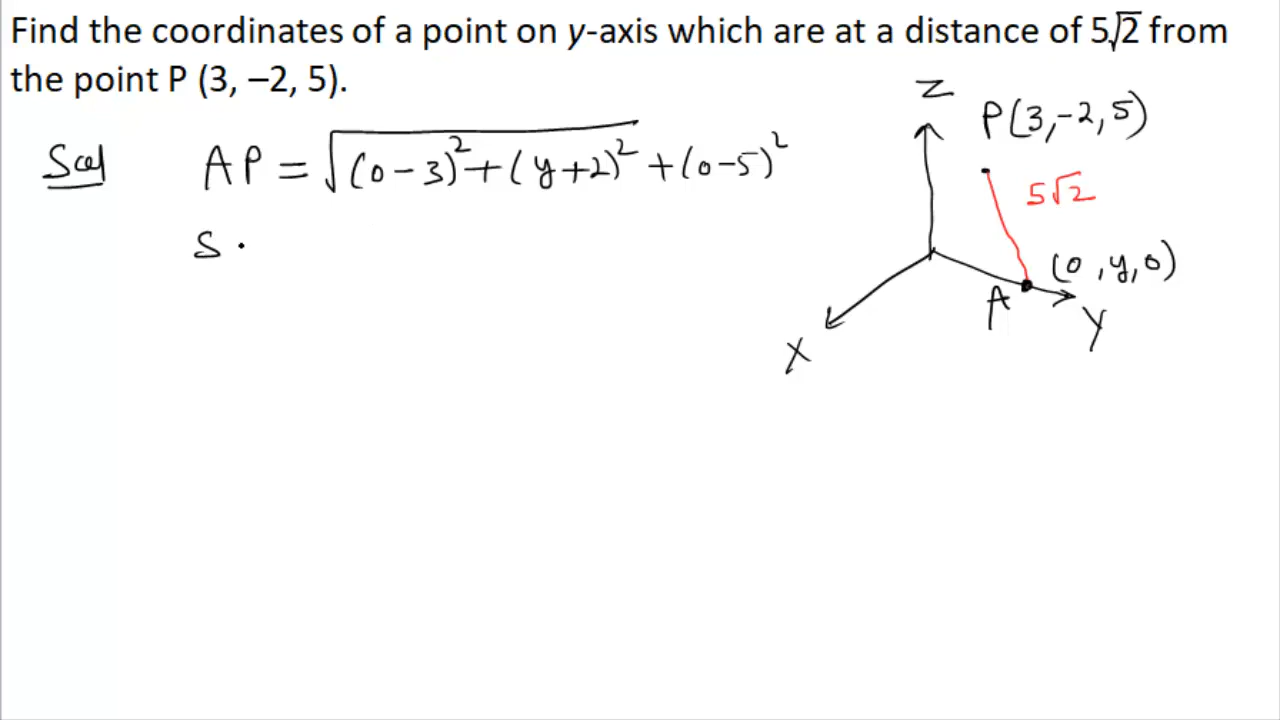 Find the coordinates of a point on y-axis which are at a distance of 5√2 from
the point P (3, –2, 5).
Z
P(3,-2,5)
Sol AP = √(0-3)²+(y+2)²+(0-5)²
5√2
5.
(0,y,0)
A
Y
X